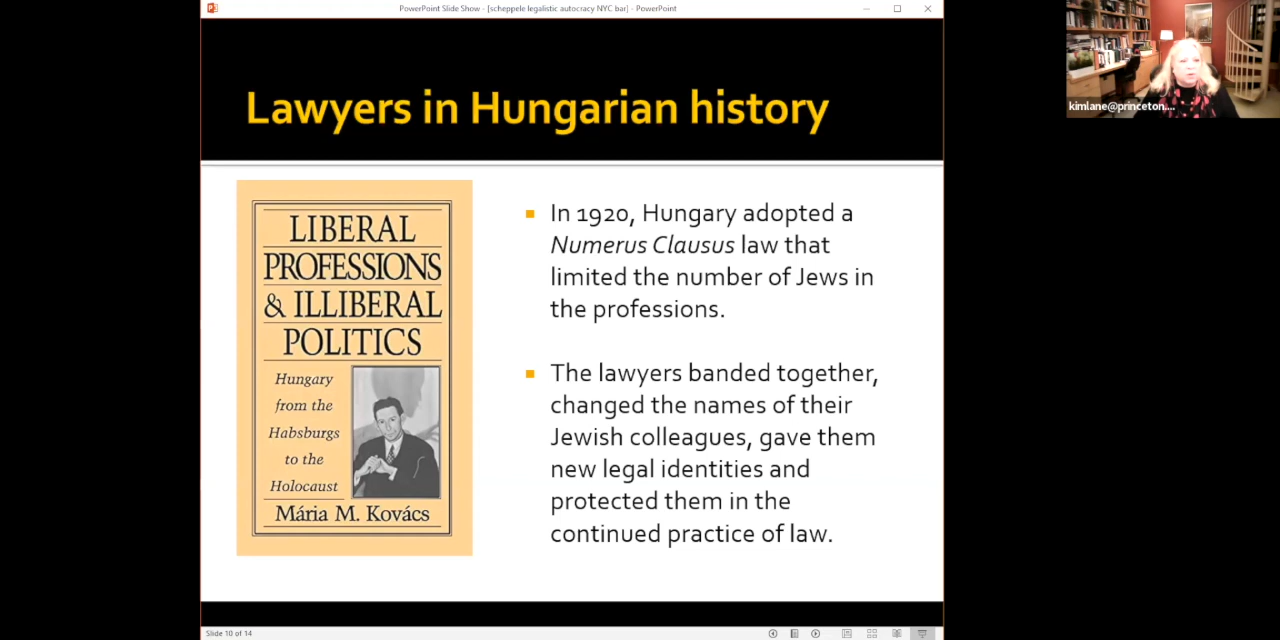 PowerPoint Slide Show - [scheppele legalistic autocracy NYC bar] - PowerPoint
kimlane@princeton....
Lawyers in Hungarian history
LIBERAL
PROFESSIONS
& ILLIBERAL
POLITICS
Hungary
from the
Habsburgs
to the
Holocaust
Mária M. Kovács
In 1920, Hungary adopted a
Numerus Clausus law that
limited the number of Jews in
the professions.
The lawyers banded together,
changed the names of their
Jewish colleagues, gave them
new legal identities and
protected them in the
continued practice of law.
Slide 10 of 14